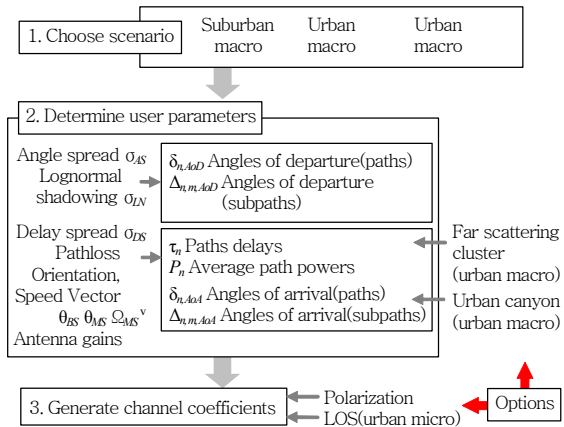 1. Choose scenario
Suburban macro
Urban macro
Urban macro
2. Determine user parameters
Angle spread σAS
Lognormal
shadowing σLN
δn,AoD Angles of departure(paths)
Δn,m,AoD Angles of departure
(subpaths)
Delay spread σDS
Pathloss
Orientation,
Speed Vector
θBS θMS ΩMS v
Antenna gains
τn Paths delays
Pn Average path powers
δn,AoA Angles of arrival(paths)
Δn,m,AoA Angles of arrival(subpaths)
Far scattering
cluster
(urban macro)
Urban canyon
(urban macro)
3. Generate channel coefficients
Polarization
LOS(urban micro)
Options